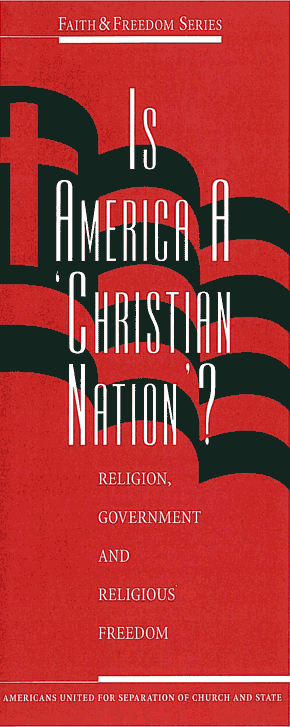 Faith & Freedom Series
Is
America A
'Christian
Nation'?
RELIGION,
GOVERNMENT
AND
RELIGIOUS
FREEDOM
AMERICANS UNITED FOR SEPARATION OF CHURCH AND STATE